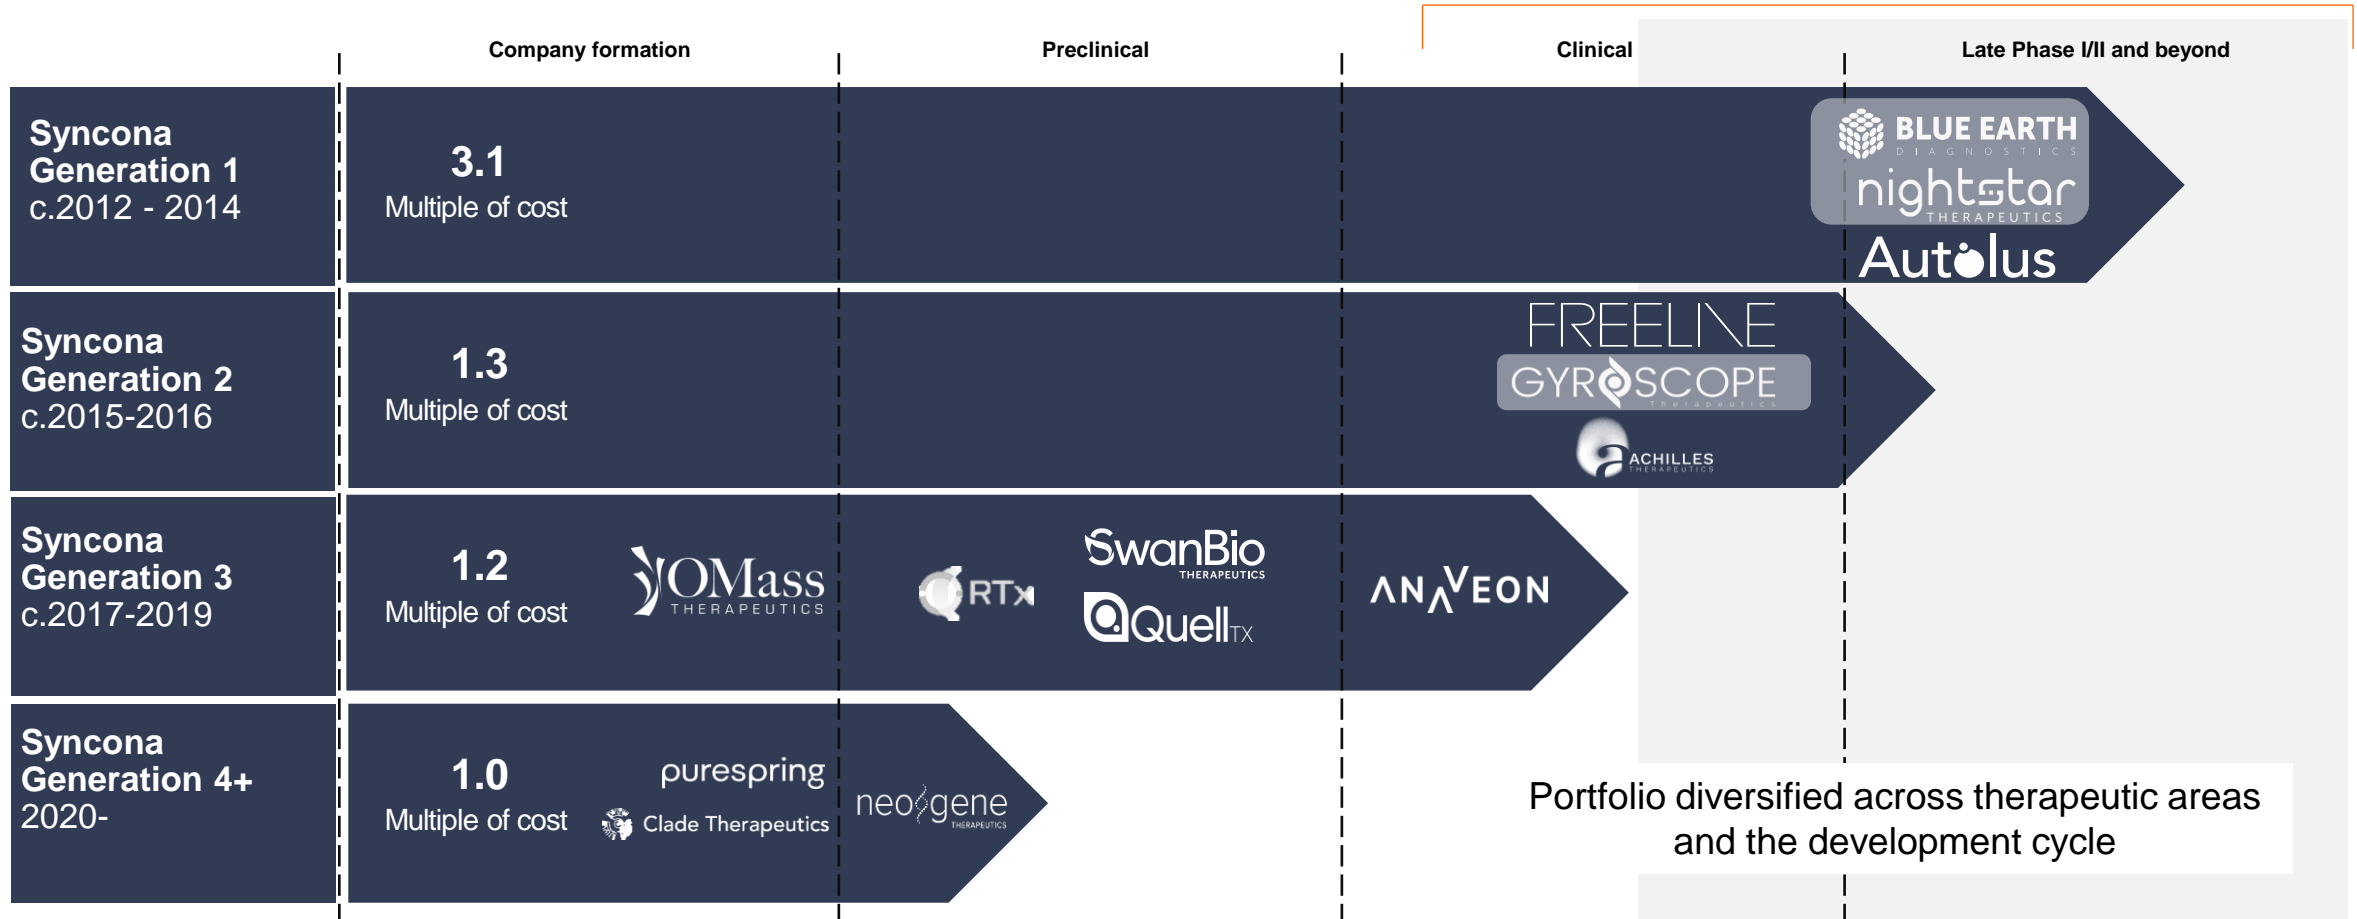 Company formation
Preclinical
Clinical
Late Phase I/II and beyond
Syncona
Generation 1
c.2012 - 2014
3.1
Multiple of cost
BLUE EARTH
DIAGNOSTICS
nightstar
THERAPEUTICS
Autolus
Syncona
Generation 2
c.2015-2016
1.3
Multiple of cost
FREELINE
GYROSCOPE
Therapeutics
ACHILLES
THERAPEUTICS
Syncona
Generation 3
c.2017-2019
1.2
Multiple of cost
OMass
THERAPEUTICS
RTx
SwanBio
THERAPEUTICS
Quell TX
ANAVEON
Syncona
Generation 4+
2020-
1.0
Multiple of cost
purespring
Clade Therapeutics
neogene
THERAPEUTICS
Portfolio diversified across therapeutic areas
and the development cycle